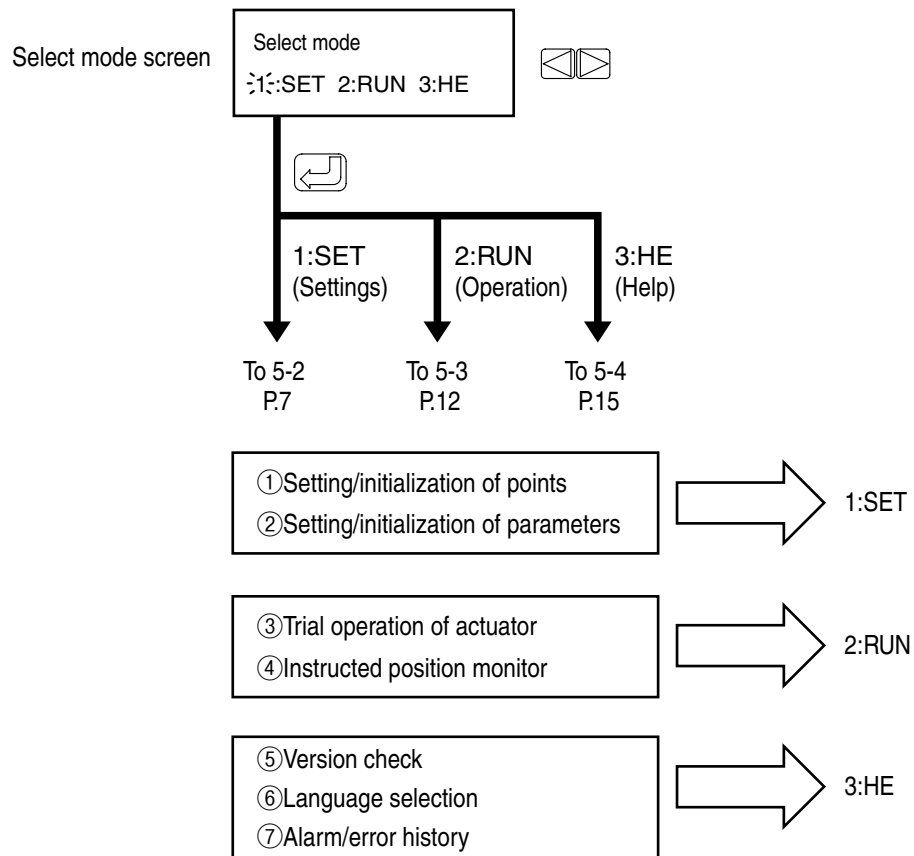 Select mode screen
Select mode
1:SET 2:RUN 3:HE
1:SET
(Settings)
2:RUN
(Operation)
3:HE
(Help)
To 5-2
P.7
To 5-3
P.12
To 5-4
P.15
①Setting/initialization of points
②Setting/initialization of parameters
1:SET
③Trial operation of actuator
④Instructed position monitor
2:RUN
⑤Version check
⑥Language selection
⑦Alarm/error history
3:HE